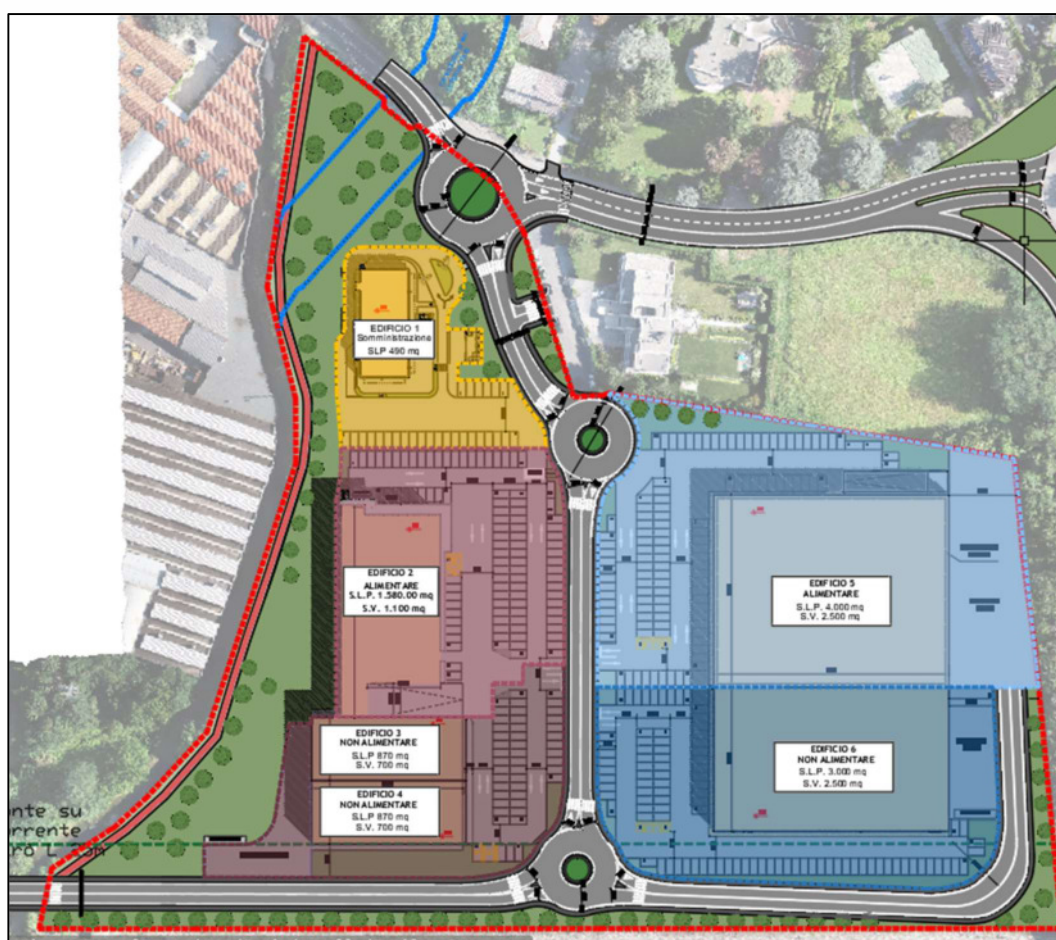 EDIFICIO 1
Somministrazione
SLP 490 mq
EDIFICIO 2
ALIMENTARE
S.L.P. 1.580.00 mq
S.V. 1.100 mq
EDIFICIO 5
ALIMENTARE
S.L.P. 4.000 mq
S.V. 2.500 mq
EDIFICIO 3
NON ALIMENTARE
S.L.P 870 mq
S.V. 700 mq
EDIFICIO 6
NON ALIMENTARE
S.L.P. 3.000 mq
S.V. 2.500 mq
EDIFICIO 4
NON ALIMENTARE
S.L.P 870 mq
S.V. 700 mq
nte su
orrente